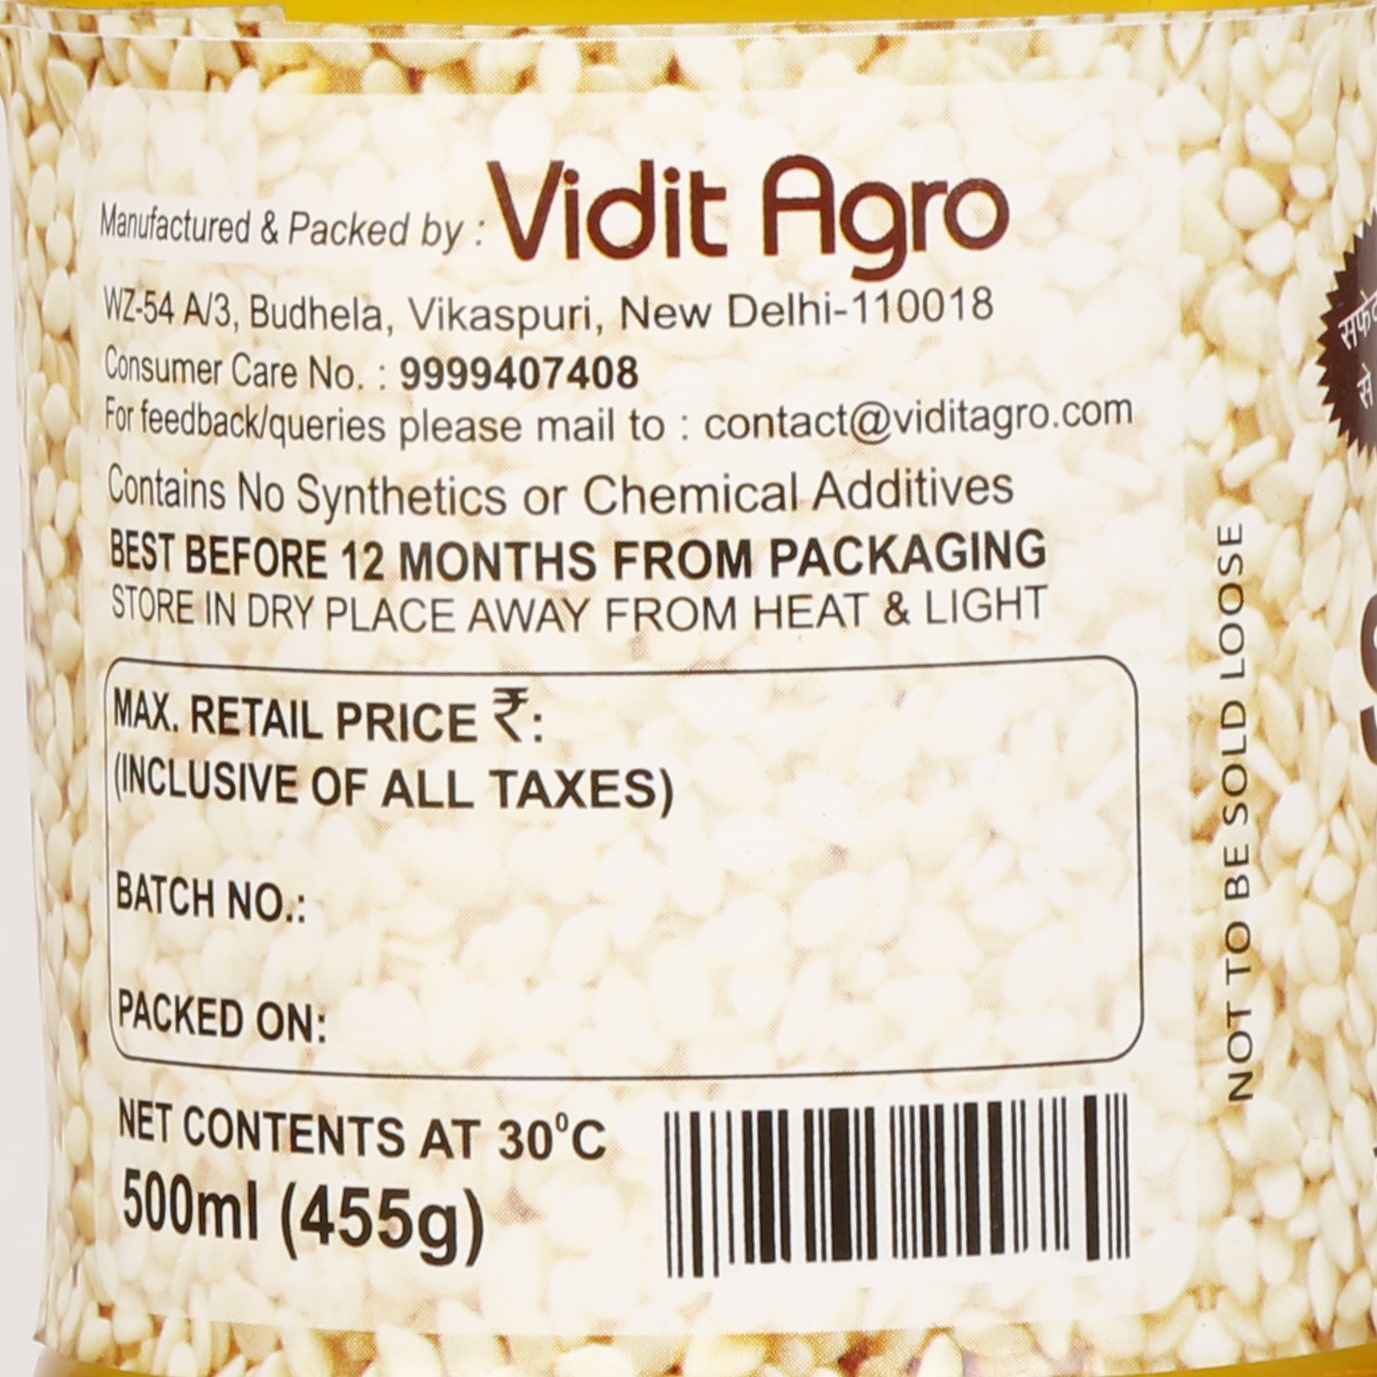 Manufactured & Packed by : Vidit Agro
WZ-54 A/3, Budhela, Vikaspuri, New Delhi-110018
Consumer Care No. : 9999407408
For feedback/queries please mail to : contact@viditagro.com
Contains No Synthetics or Chemical Additives
BEST BEFORE 12 MONTHS FROM PACKAGING
STORE IN DRY PLACE AWAY FROM HEAT & LIGHT
MAX. RETAIL PRICE ₹:
(INCLUSIVE OF ALL TAXES)
BATCH NO.:
PACKED ON:
NET CONTENTS AT 30⁰C
500ml (455g)
NOT TO BE SOLD LOOSE
से